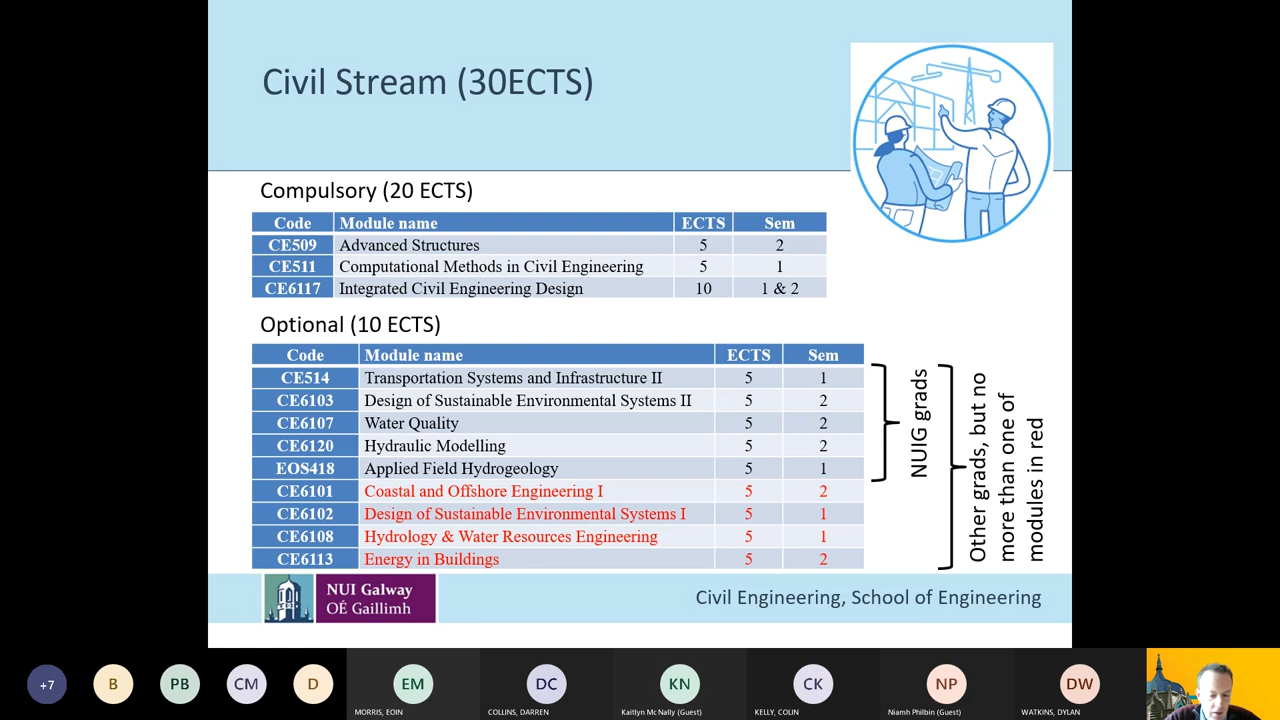 Civil Stream (30ECTS)
Compulsory (20 ECTS)
Code Module name ECTS Sem
CE509 Advanced Structures 5 2
CE511 Computational Methods in Civil Engineering 5 1
CE6117 Integrated Civil Engineering Design 10 1 & 2
Optional (10 ECTS)
Code Module name ECTS Sem
CE514 Transportation Systems and Infrastructure II 5 1
CE6103 Design of Sustainable Environmental Systems II 5 2
CE6107 Water Quality 5 2
CE6120 Hydraulic Modelling 5 2
EOS418 Applied Field Hydrogeology 5 1
CE6101 Coastal and Offshore Engineering I 5 2
CE6102 Design of Sustainable Environmental Systems I 5 1
CE6108 Hydrology & Water Resources Engineering 5 1
CE6113 Energy in Buildings 5 2
NUIG grads
Other grads, but no
more than one of
modules in red
NUI Galway
OÉ Gaillimh
Civil Engineering, School of Engineering
+7 B PB CM D EM DC KN CK NP DW
MORRIS, EOIN COLLINS, DARREN Kaitlyn Mc Nally (Guest) KELLY, COLIN Niamh Philbin (Guest) WATKINS, DYLAN